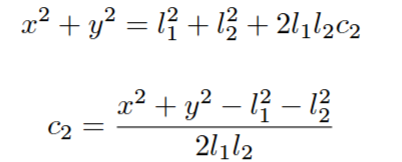 x² + y² = l₁² + l₂² + 2l₁l₂c₂
c₂ = (x² + y² − l₁² − l₂²) / (2l₁l₂)